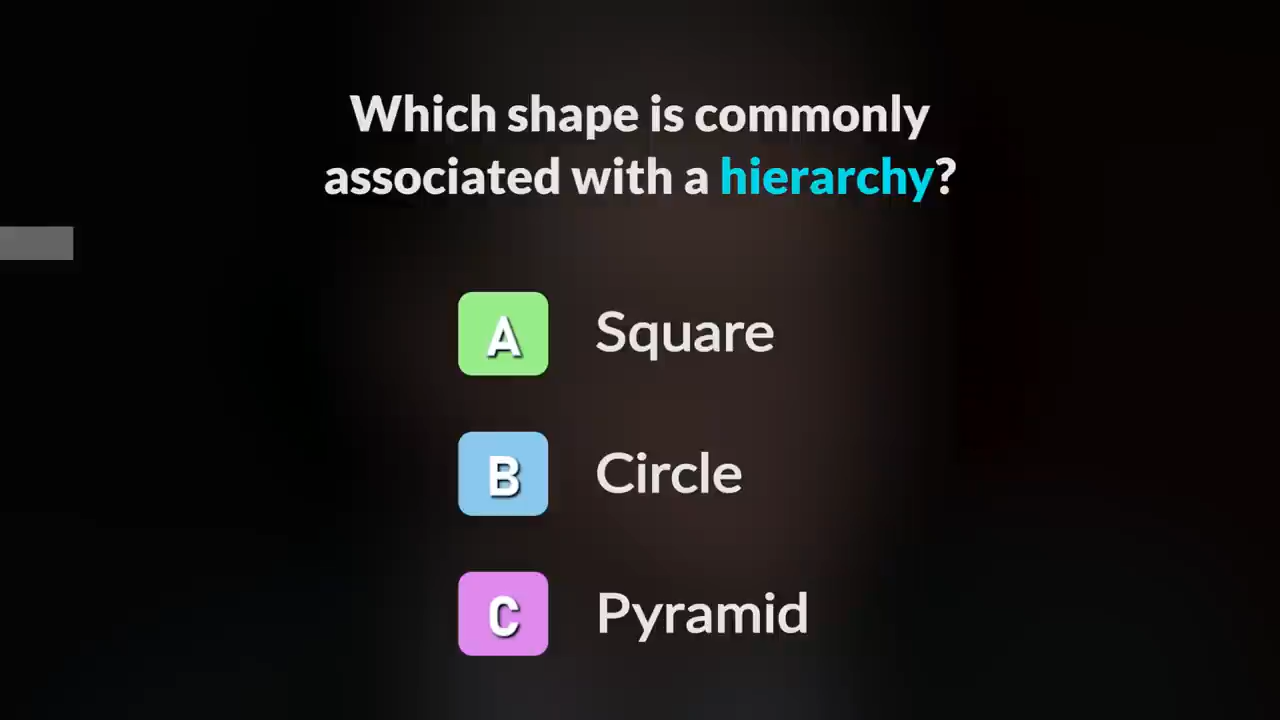 Which shape is commonly
associated with a hierarchy?
A Square
B Circle
C Pyramid